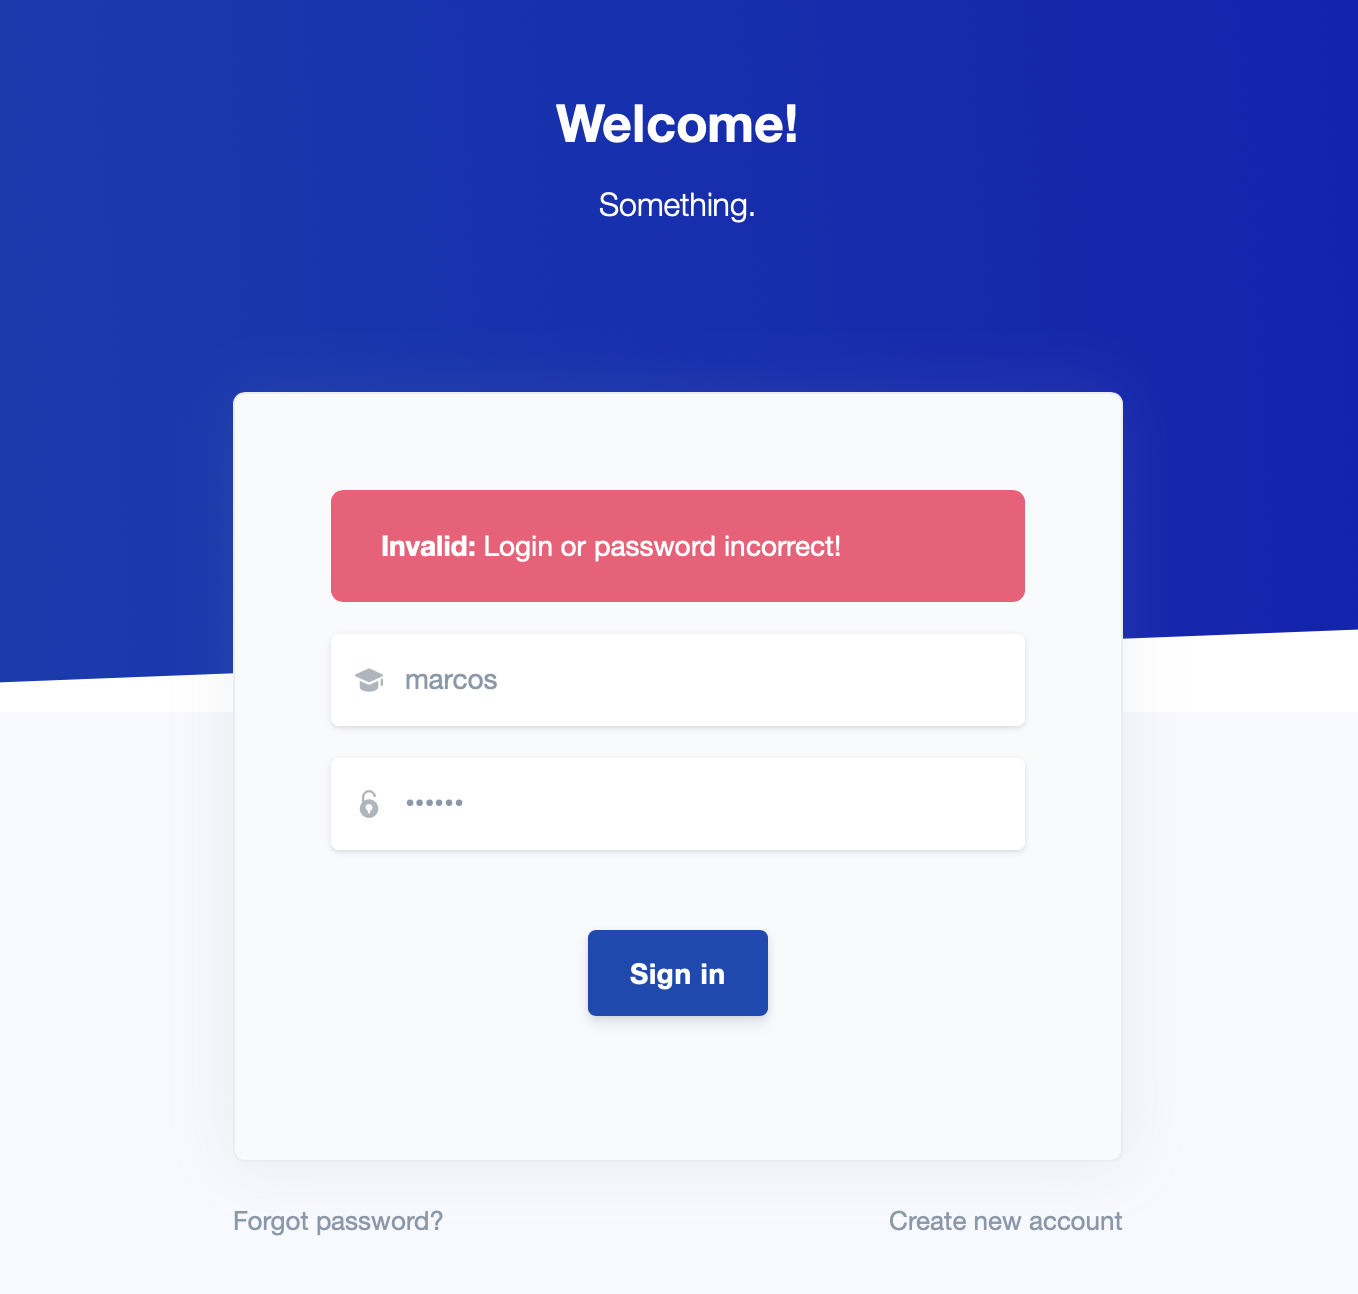 Welcome!
Something.
Invalid: Login or password incorrect!
marcos
••••••
Sign in
Forgot password?
Create new account